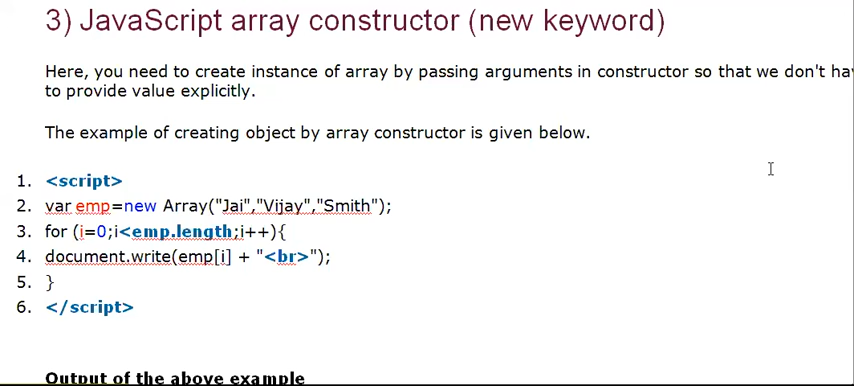 3) JavaScript array constructor (new keyword)
Here, you need to create instance of array by passing arguments in constructor so that we don't ha
to provide value explicitly.
The example of creating object by array constructor is given below.
1. <script>
2. var emp=new Array("Jai","Vijay","Smith");
3. for (i=0;i<emp.length;i++){
4. document.write(emp[i] + "<br>");
5. }
6. </script>
Output of the above example